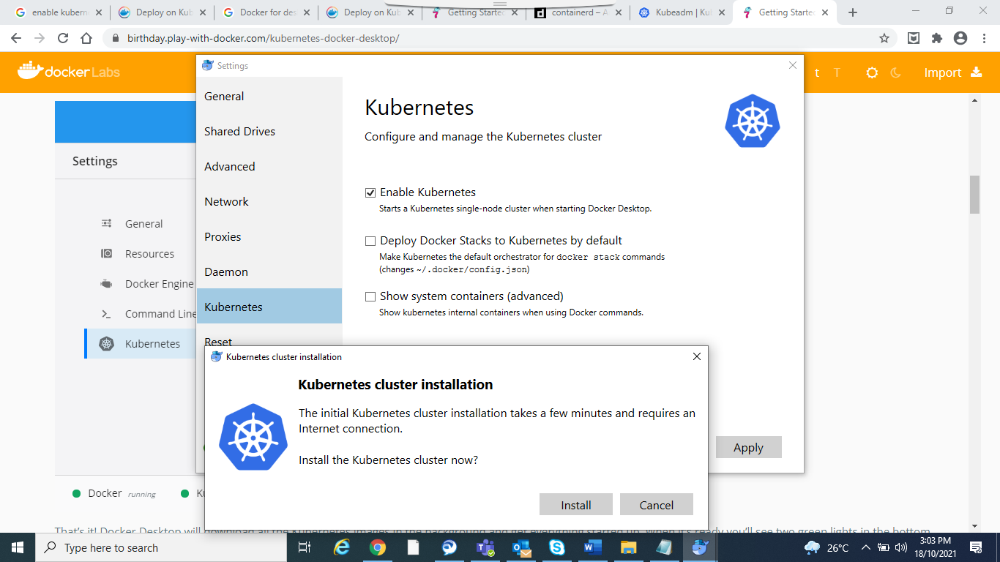 enable kubern
Deploy on Kub
Docker for des
Deploy on Kub
Getting Starte
containerd – A
Kubeadm | Ku
Getting Starte
birthday.play-with-docker.com/kubernetes-docker-desktop/
docker Labs
t T
Import
Settings
General
Resources
Docker Engine
Command Line
Kubernetes
Docker running
Ku
Settings
General
Shared Drives
Advanced
Network
Proxies
Daemon
Kubernetes
Reset
Kubernetes
Configure and manage the Kubernetes cluster
Enable Kubernetes
Starts a Kubernetes single-node cluster when starting Docker Desktop.
Deploy Docker Stacks to Kubernetes by default
Make Kubernetes the default orchestrator for docker stack commands
(changes ~/.docker/config.json)
Show system containers (advanced)
Show kubernetes internal containers when using Docker commands.
Apply
Kubernetes cluster installation
Kubernetes cluster installation
The initial Kubernetes cluster installation takes a few minutes and requires an
Internet connection.
Install the Kubernetes cluster now?
Install
Cancel
That's it! Docker Desktop will download all the Kubernetes images in the background and get everything started up. When it's ready you'll see two green lights in the bottom
Type here to search
26°C
3:03 PM
18/10/2021